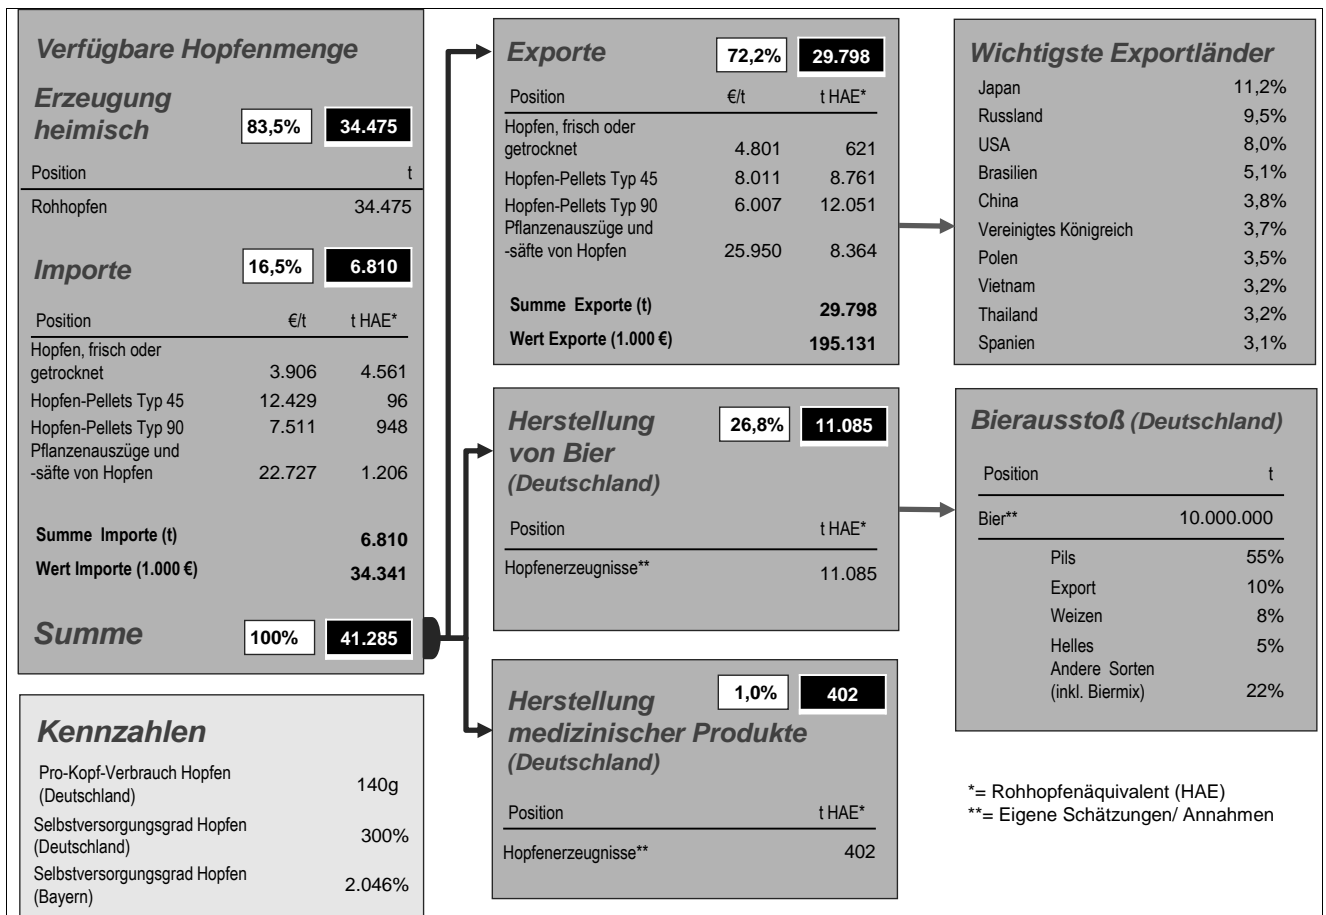 Verfügbare Hopfenmenge
Erzeugung
heimisch 83,5% 34.475
Position t
Rohhopfen 34.475
Importe 16,5% 6.810
Position €/t t HAE*
Hopfen, frisch oder
getrocknet 3.906 4.561
Hopfen-Pellets Typ 45 12.429 96
Hopfen-Pellets Typ 90 7.511 948
Pflanzenauszüge und
-säfte von Hopfen 22.727 1.206
Summe Importe (t) 6.810
Wert Importe (1.000 €) 34.341
Summe 100% 41.285
Kennzahlen
Pro-Kopf-Verbrauch Hopfen
(Deutschland) 140g
Selbstversorgungsgrad Hopfen
(Deutschland) 300%
Selbstversorgungsgrad Hopfen
(Bayern) 2.046%
Exporte 72,2% 29.798
Position €/t t HAE*
Hopfen, frisch oder
getrocknet 4.801 621
Hopfen-Pellets Typ 45 8.011 8.761
Hopfen-Pellets Typ 90 6.007 12.051
Pflanzenauszüge und
-säfte von Hopfen 25.950 8.364
Summe Exporte (t) 29.798
Wert Exporte (1.000 €) 195.131
Herstellung 26,8% 11.085
von Bier
(Deutschland)
Position t HAE*
Hopfenerzeugnisse** 11.085
Herstellung 1,0% 402
medizinischer Produkte
(Deutschland)
Position t HAE*
Hopfenerzeugnisse** 402
Wichtigste Exportländer
Japan 11,2%
Russland 9,5%
USA 8,0%
Brasilien 5,1%
China 3,8%
Vereinigtes Königreich 3,7%
Polen 3,5%
Vietnam 3,2%
Thailand 3,2%
Spanien 3,1%
Bierausstoß (Deutschland)
Position t
Bier** 10.000.000
Pils 55%
Export 10%
Weizen 8%
Helles 5%
Andere Sorten
(inkl. Biermix) 22%
*= Rohhopfenäquivalent (HAE)
**= Eigene Schätzungen/ Annahmen